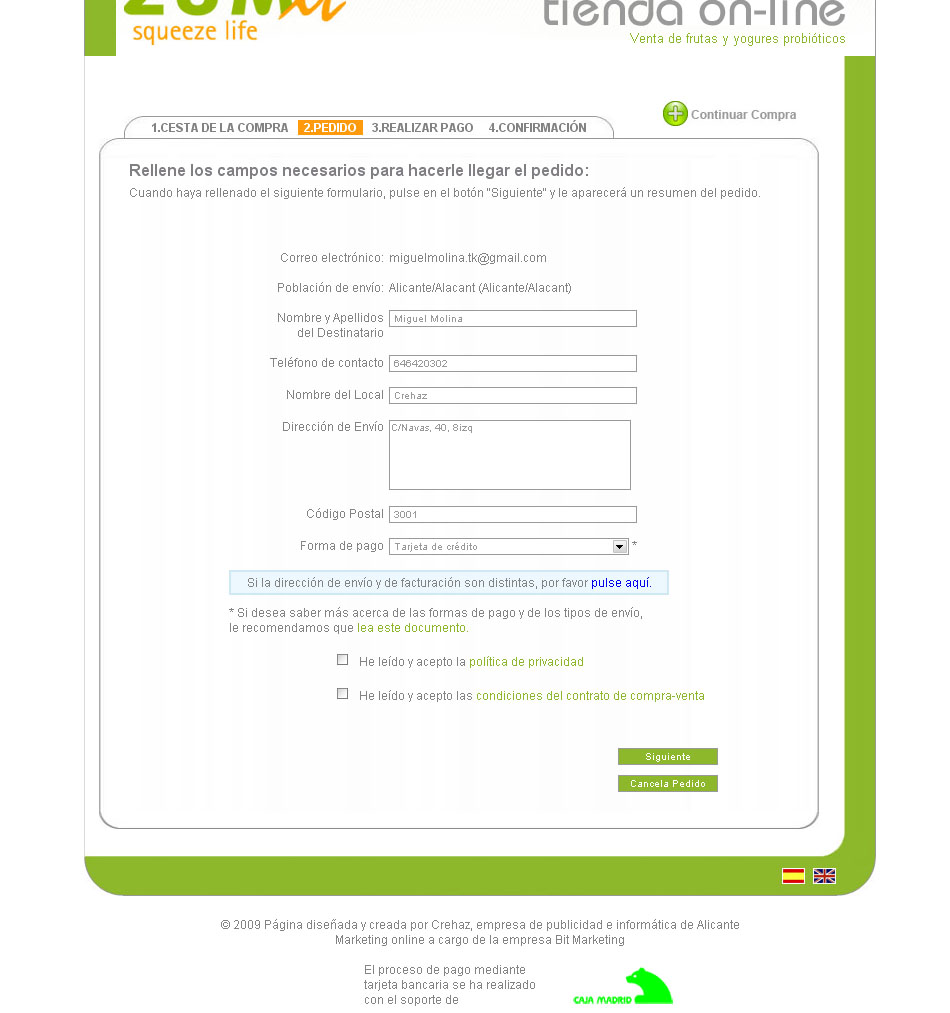 squeeze life
tienda on-line
Venta de frutas y yogures probióticos
Continuar Compra
1.CESTA DE LA COMPRA 2.PEDIDO 3.REALIZAR PAGO 4.CONFIRMACIÓN
Rellene los campos necesarios para hacerle llegar el pedido:
Cuando haya rellenado el siguiente formulario, pulse en el botón "Siguiente" y le aparecerá un resumen del pedido.
Correo electrónico: miguelmolina.tk@gmail.com
Población de envío: Alicante/Alacant (Alicante/Alacant)
Nombre y Apellidos
del Destinatario
Miguel Molina
Teléfono de contacto 646420302
Nombre del Local Crehaz
Dirección de Envío C/Navas, 40, 8izq
Código Postal 3001
Forma de pago Tarjeta de crédito *
Si la dirección de envío y de facturación son distintas, por favor pulse aquí.
* Si desea saber más acerca de las formas de pago y de los tipos de envío,
le recomendamos que lea este documento.
He leído y acepto la política de privacidad
He leído y acepto las condiciones del contrato de compra-venta
Siguiente
Cancela Pedido
© 2009 Página diseñada y creada por Crehaz, empresa de publicidad e informática de Alicante
Marketing online a cargo de la empresa Bit Marketing
El proceso de pago mediante
tarjeta bancaria se ha realizado
con el soporte de
CAJA MADRID